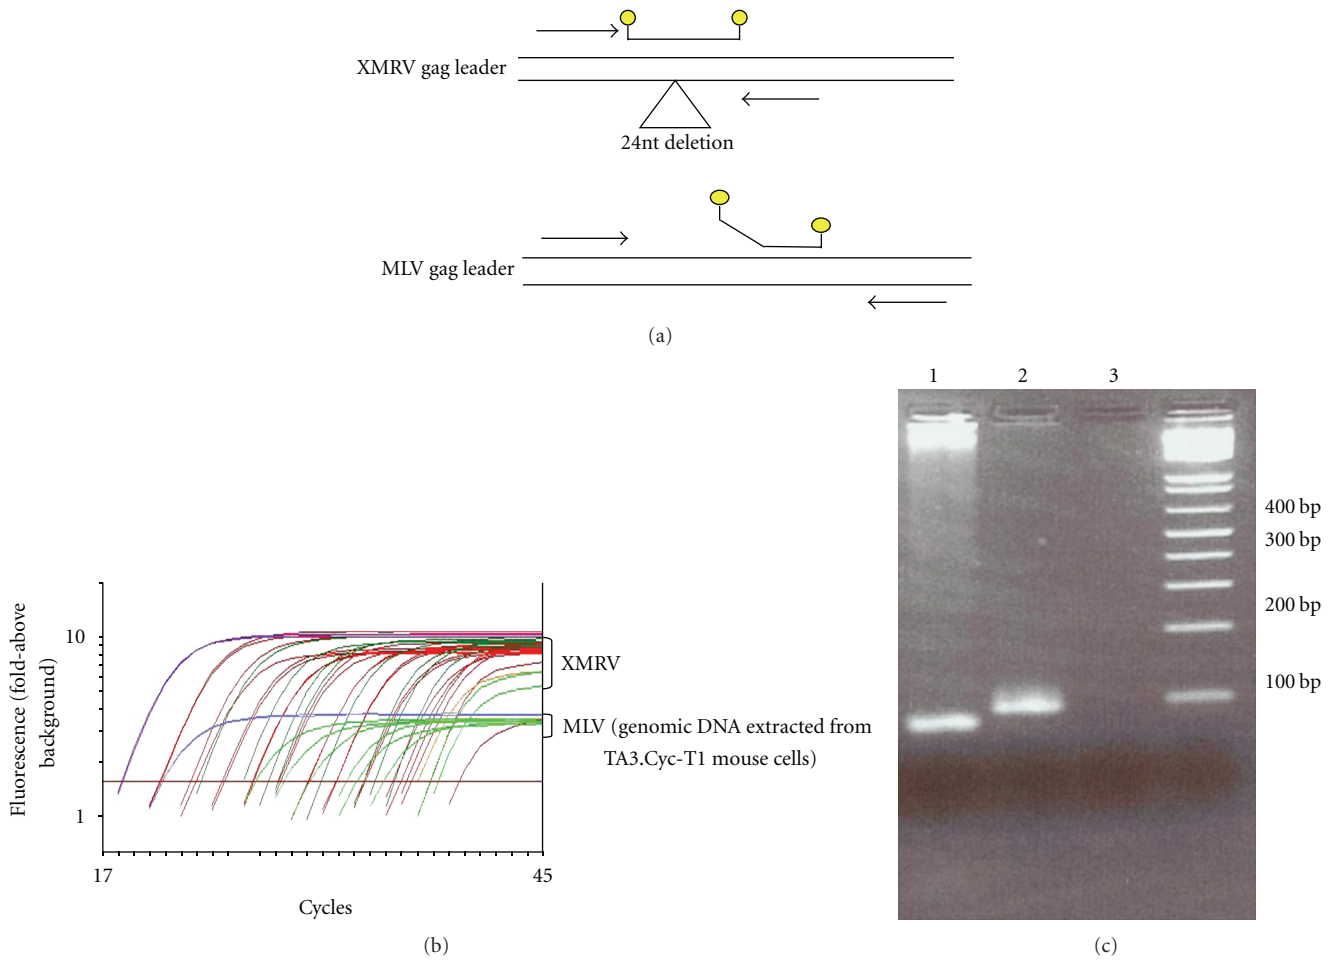 XMRV gag leader
24nt deletion
MLV gag leader
(a)
Fluorescence (fold-above
background)
10
1
17
45
Cycles
XMRV
MLV (genomic DNA extracted from
TA3.Cyc-T1 mouse cells)
(b)
1
2
3
400 bp
300 bp
200 bp
100 bp
(c)